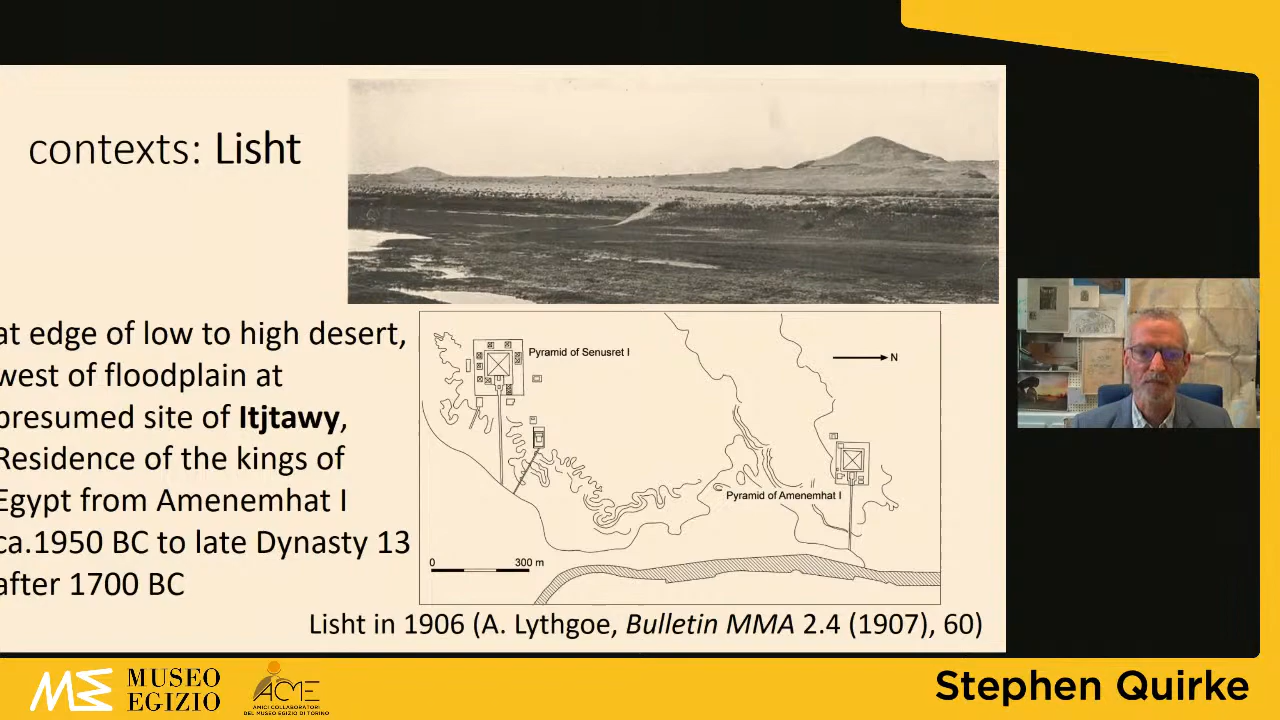 contexts: Lisht
at edge of low to high desert,
west of floodplain at
presumed site of Itjtawy,
Residence of the kings of
Egypt from Amenemhat I
ca.1950 BC to late Dynasty 13
after 1700 BC
Pyramid of Senusret I
N
Pyramid of Amenemhat I
0 300 m
Lisht in 1906 (A. Lythgoe, Bulletin MMA 2.4 (1907), 60)
ME MUSEO
EGIZIO
ACME
AMICI COLLABORATORI
DEL MUSEO EGIZIO DI TORINO
Stephen Quirke